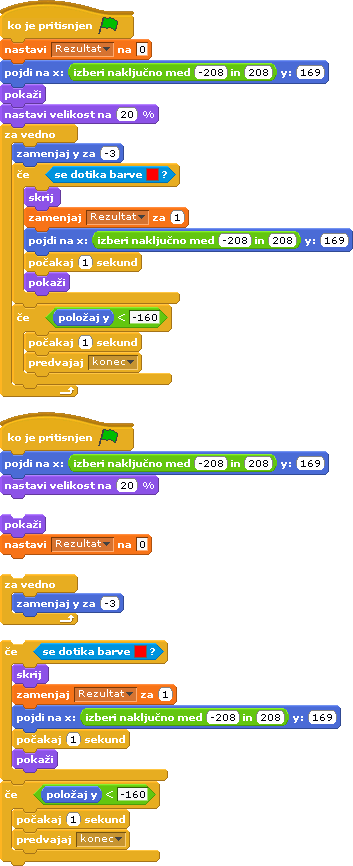 ko je pritisnjen
nastavi Rezultat na 0
pojdi na x: izberi naključno med -208 in 208 y: 169
pokaži
nastavi velikost na 20 %
za vedno
zamenjaj y za -3
če se dotika barve ?
skrij
zamenjaj Rezultat za 1
pojdi na x: izberi naključno med -208 in 208 y: 169
počakaj 1 sekund
pokaži
če položaj y < -160
počakaj 1 sekund
predvajaj konec
ko je pritisnjen
pojdi na x: izberi naključno med -208 in 208 y: 169
nastavi velikost na 20 %
pokaži
nastavi Rezultat na 0
za vedno
zamenjaj y za -3
če se dotika barve ?
skrij
zamenjaj Rezultat za 1
pojdi na x: izberi naključno med -208 in 208 y: 169
počakaj 1 sekund
pokaži
če položaj y < -160
počakaj 1 sekund
predvajaj konec